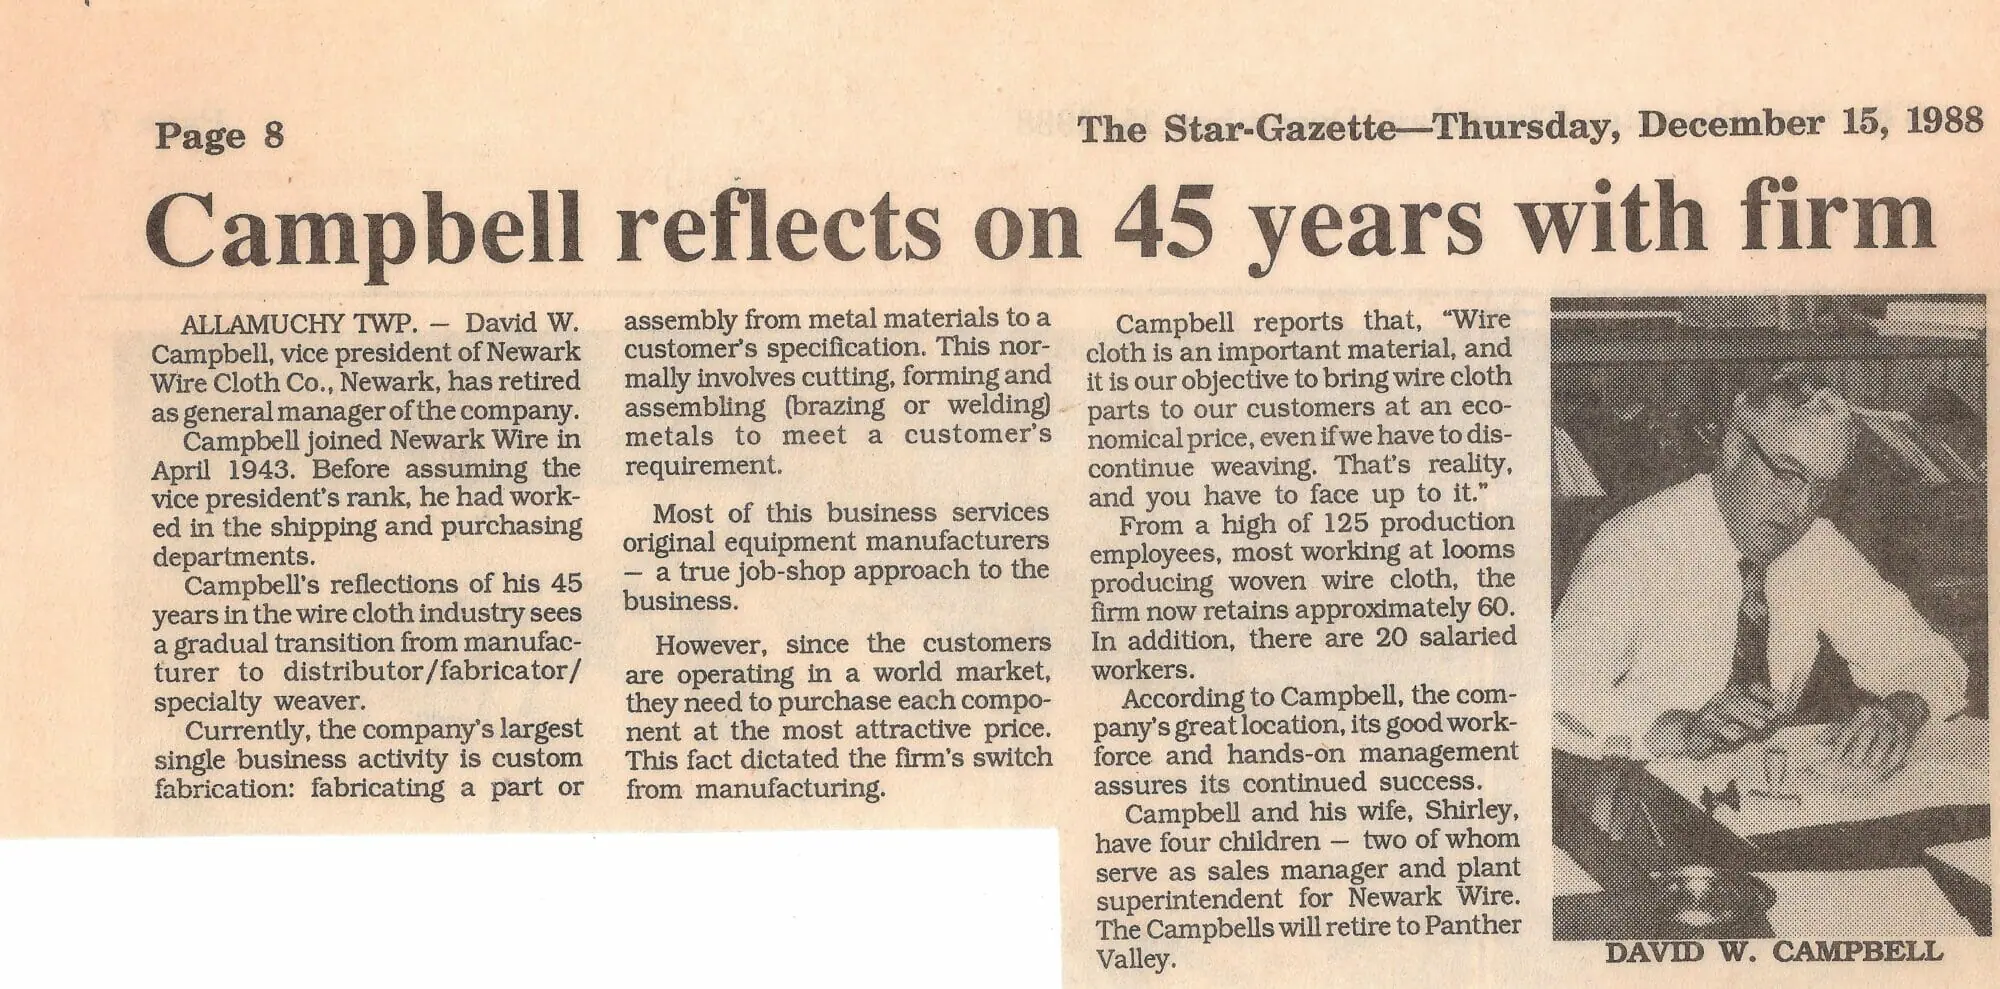 Page 8
The Star-Gazette—Thursday, December 15, 1988
Campbell reflects on 45 years with firm
ALLAMUCHY TWP. — David W.
Campbell, vice president of Newark
Wire Cloth Co., Newark, has retired
as general manager of the company.
Campbell joined Newark Wire in
April 1943. Before assuming the
vice president's rank, he had work-
ed in the shipping and purchasing
departments.
Campbell's reflections of his 45
years in the wire cloth industry sees
a gradual transition from manufac-
turer to distributor/fabricator/
specialty weaver.
Currently, the company's largest
single business activity is custom
fabrication: fabricating a part or
assembly from metal materials to a
customer's specification. This nor-
mally involves cutting, forming and
assembling (brazing or welding)
metals to meet a customer's
requirement.
Most of this business services
original equipment manufacturers
— a true job-shop approach to the
business.
However, since the customers
are operating in a world market,
they need to purchase each compo-
nent at the most attractive price.
This fact dictated the firm's switch
from manufacturing.
Campbell reports that, “Wire
cloth is an important material, and
it is our objective to bring wire cloth
parts to our customers at an eco-
nomical price, even if we have to dis-
continue weaving. That's reality,
and you have to face up to it.”
From a high of 125 production
employees, most working at looms
producing woven wire cloth, the
firm now retains approximately 60.
In addition, there are 20 salaried
workers.
According to Campbell, the com-
pany's great location, its good work-
force and hands-on management
assures its continued success.
Campbell and his wife, Shirley,
have four children — two of whom
serve as sales manager and plant
superintendent for Newark Wire.
The Campbells will retire to Panther
Valley.
DAVID W. CAMPBELL